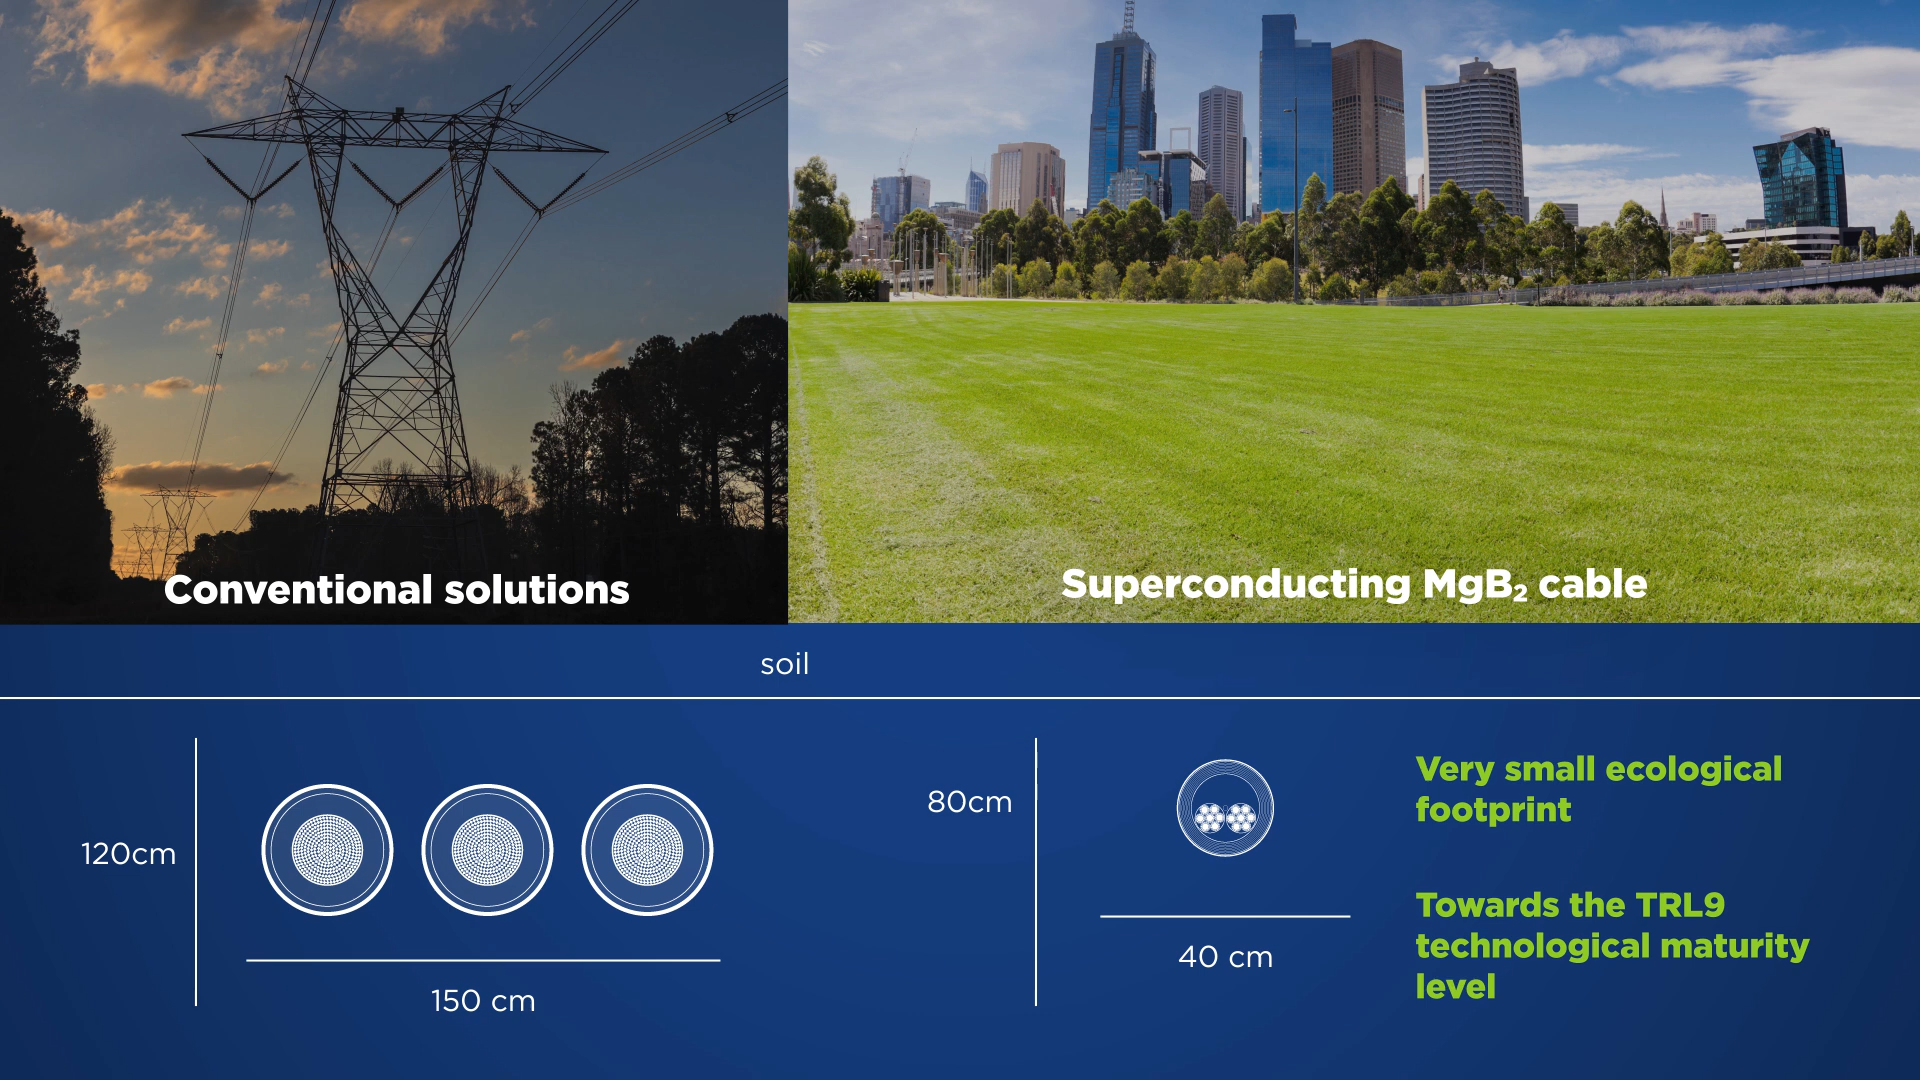 Conventional solutions
Superconducting MgB₂ cable
soil
120cm
150 cm
80cm
40 cm
Very small ecological
footprint
Towards the TRL9
technological maturity
level